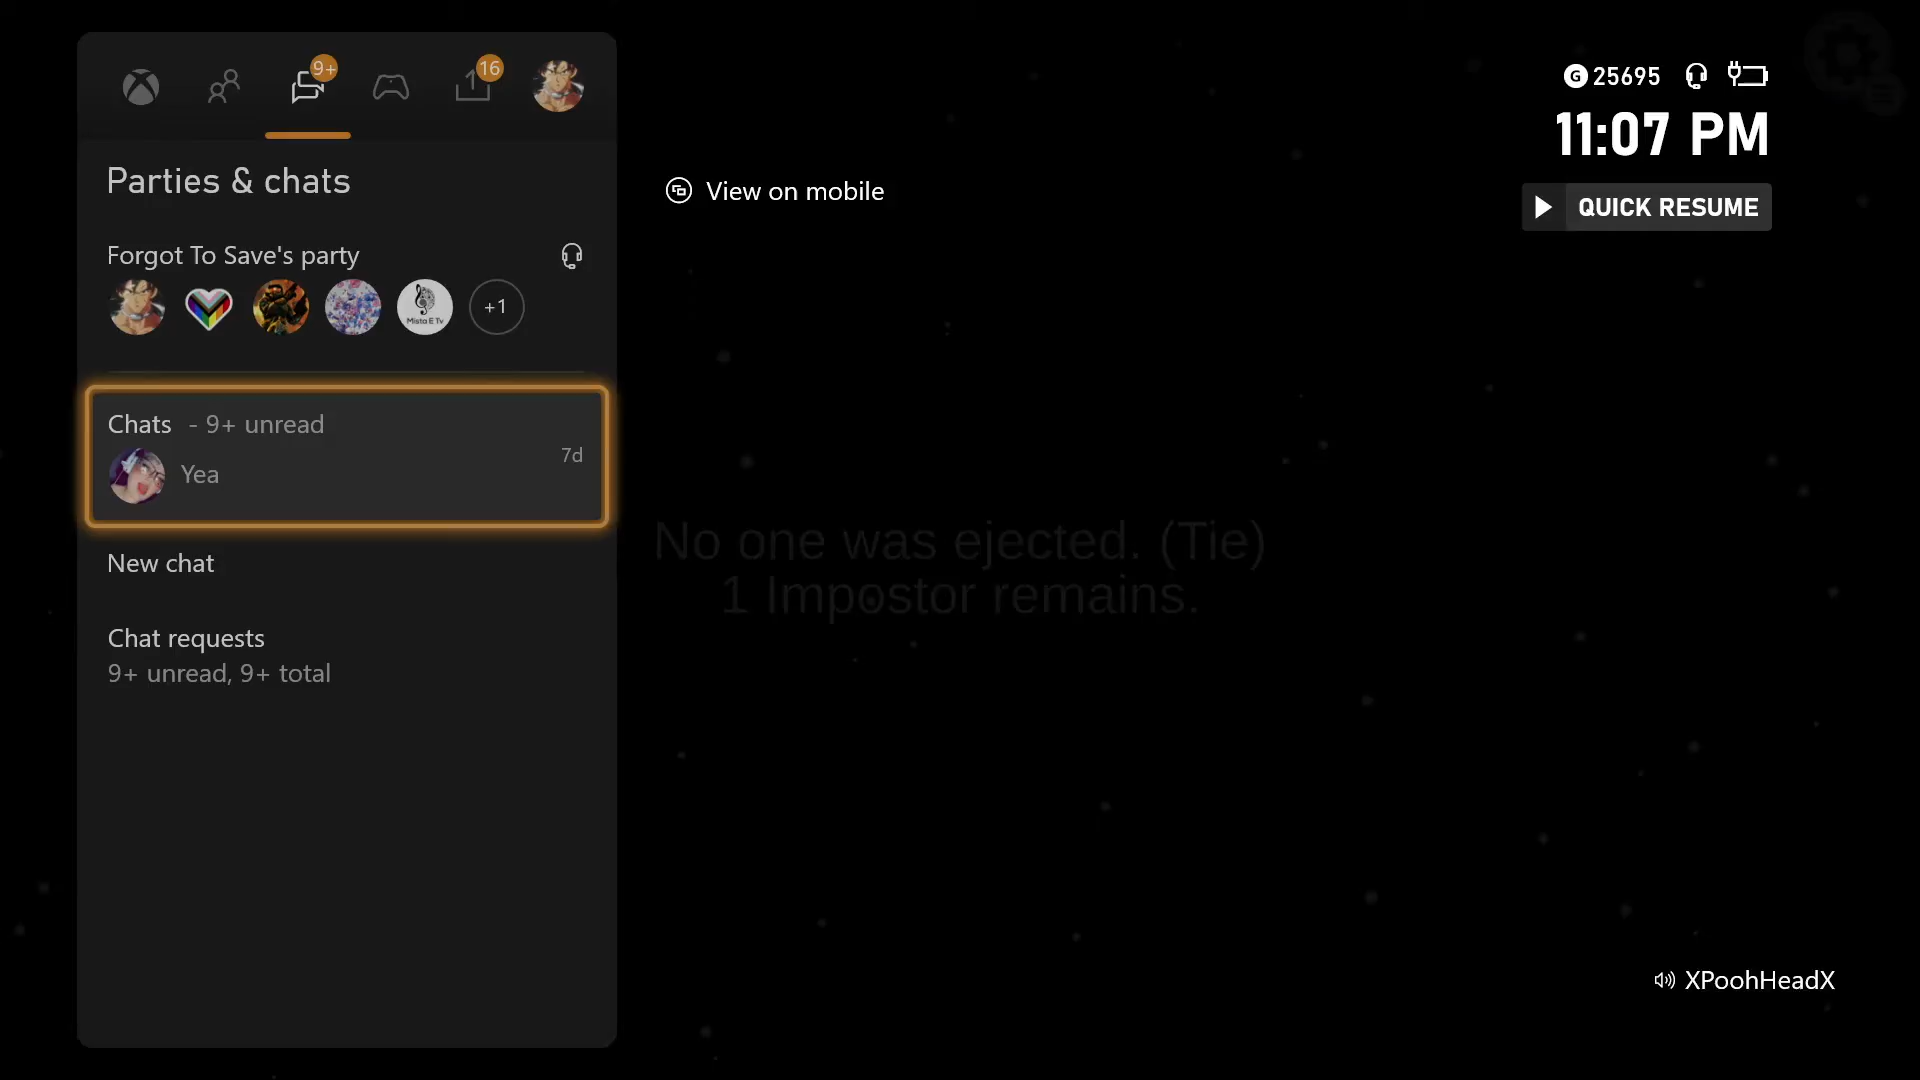 9+
16
G 25695
11:07 PM
QUICK RESUME
Parties & chats
View on mobile
Forgot To Save's party
Mista E Tv
+1
Chats - 9+ unread
7d
Yea
New chat
No one was ejected. (Tie)
1 Impostor remains.
Chat requests
9+ unread, 9+ total
XPoohHeadX